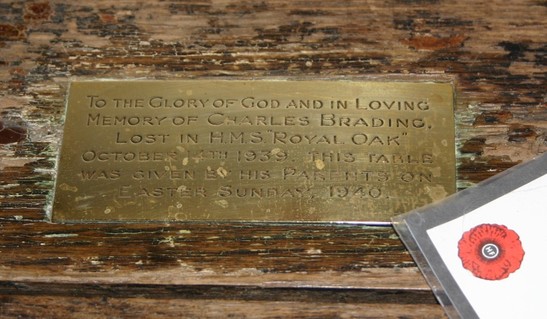 To the Glory of God and in Loving
Memory of Charles Brading,
Lost in H.M.S. "Royal Oak"
October 14th 1939. This table
was given by his Parents on
Easter Sunday, 1940.